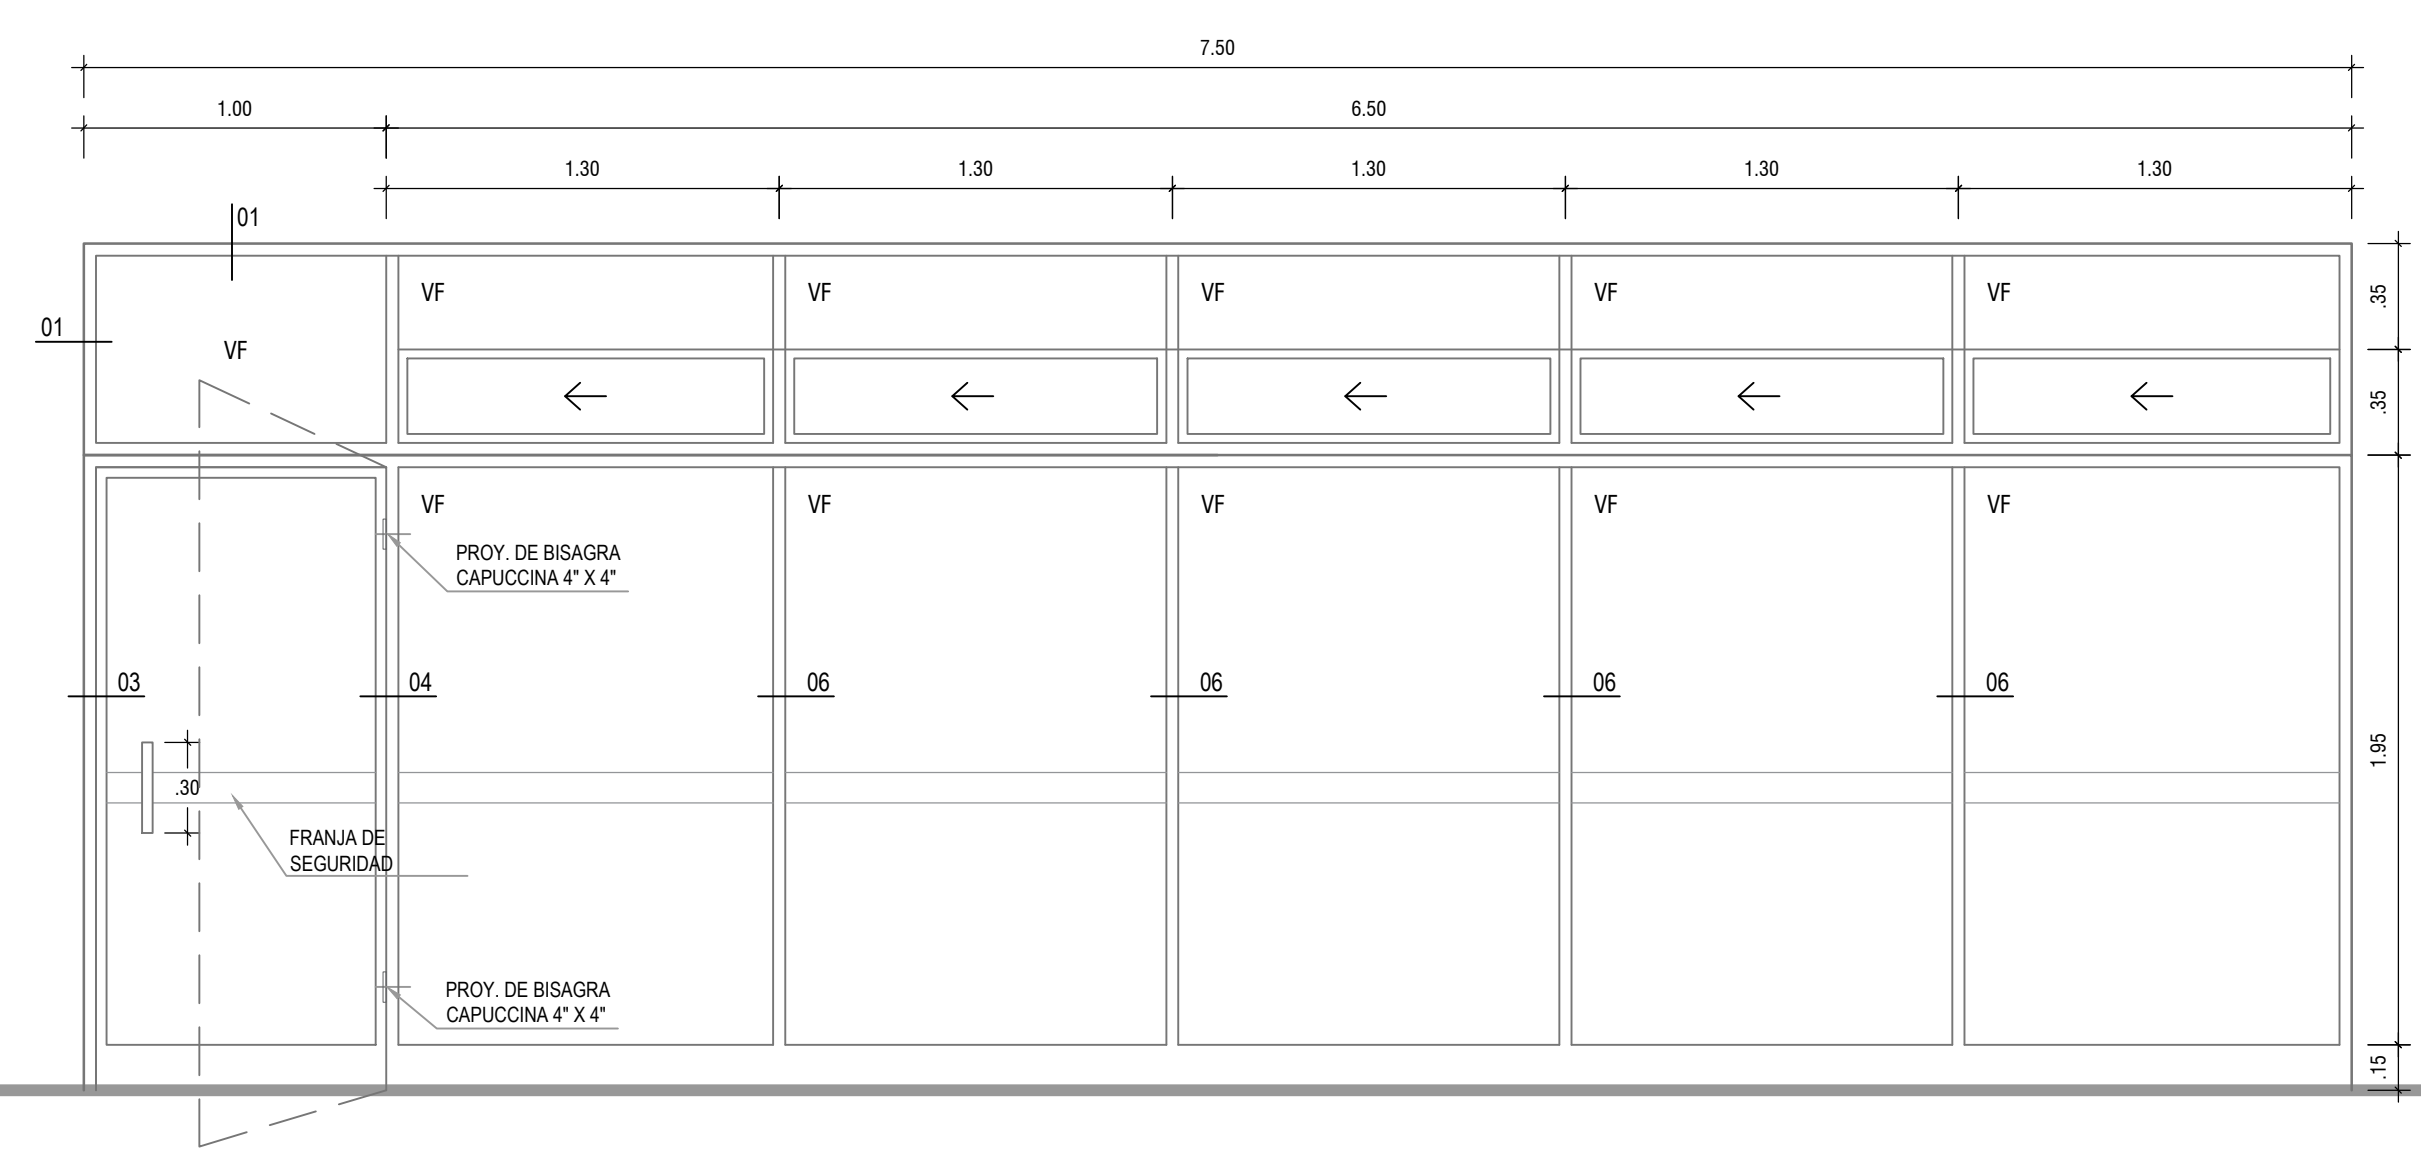 7.50
1.00
6.50
1.30
1.30
1.30
1.30
1.30
01
01
VF
VF
VF
VF
VF
VF
.35
.35
VF
VF
VF
VF
VF
PROY. DE BISAGRA
CAPUCCINA 4" X 4"
03
04
06
06
06
06
1.95
.30
FRANJA DE
SEGURIDAD
PROY. DE BISAGRA
CAPUCCINA 4" X 4"
.15